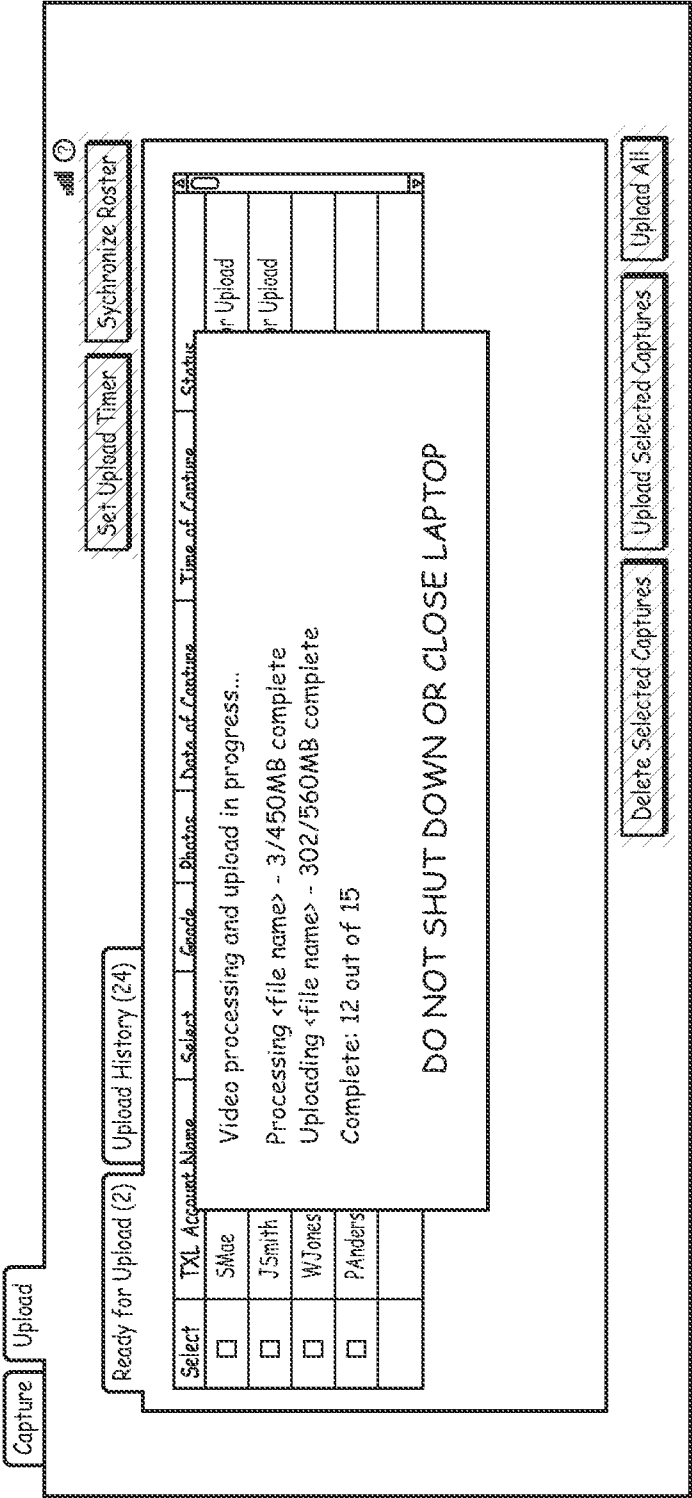 Capture
Upload
Set Upload Timer
Sychronize Roster
?
Ready for Upload (2)
Upload History (24)
Select TXL Account Name Select Grade Photos Date of Capture Time of Capture Status
SMae or Upload
JSmith or Upload
WJones
PAnders
Video processing and upload in progress...
Processing <file name> - 3/450MB complete
Uploading <file name> - 302/560MB complete
Complete: 12 out of 15
DO NOT SHUT DOWN OR CLOSE LAPTOP
Delete Selected Captures
Upload Selected Captures
Upload All